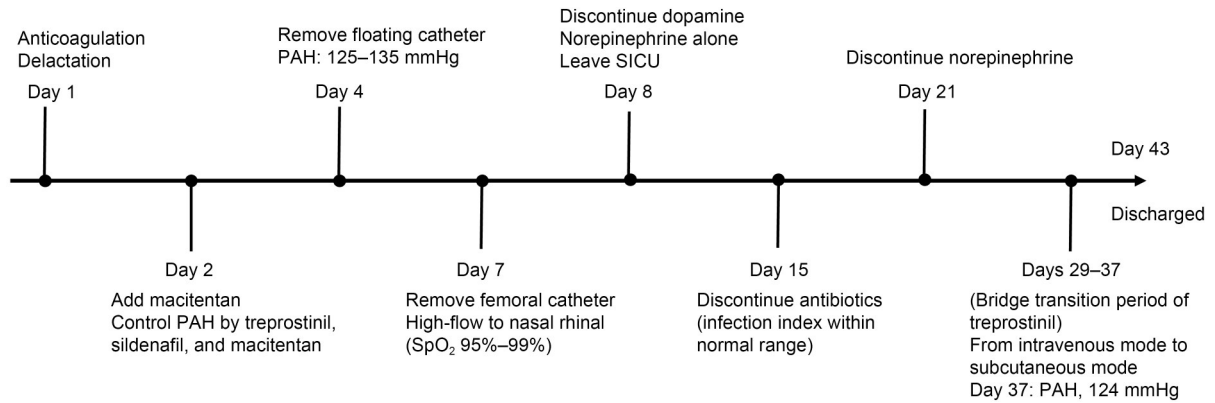 Anticoagulation
Delactation
Day 1
Remove floating catheter
PAH: 125–135 mmHg
Day 4
Discontinue dopamine
Norepinephrine alone
Leave SICU
Day 8
Discontinue norepinephrine
Day 21
Day 43
Discharged
Day 2
Add macitentan
Control PAH by treprostinil,
sildenafil, and macitentan
Day 7
Remove femoral catheter
High-flow to nasal rhinal
(SpO₂ 95%–99%)
Day 15
Discontinue antibiotics
(infection index within
normal range)
Days 29–37
(Bridge transition period of
treprostinil)
From intravenous mode to
subcutaneous mode
Day 37: PAH, 124 mmHg